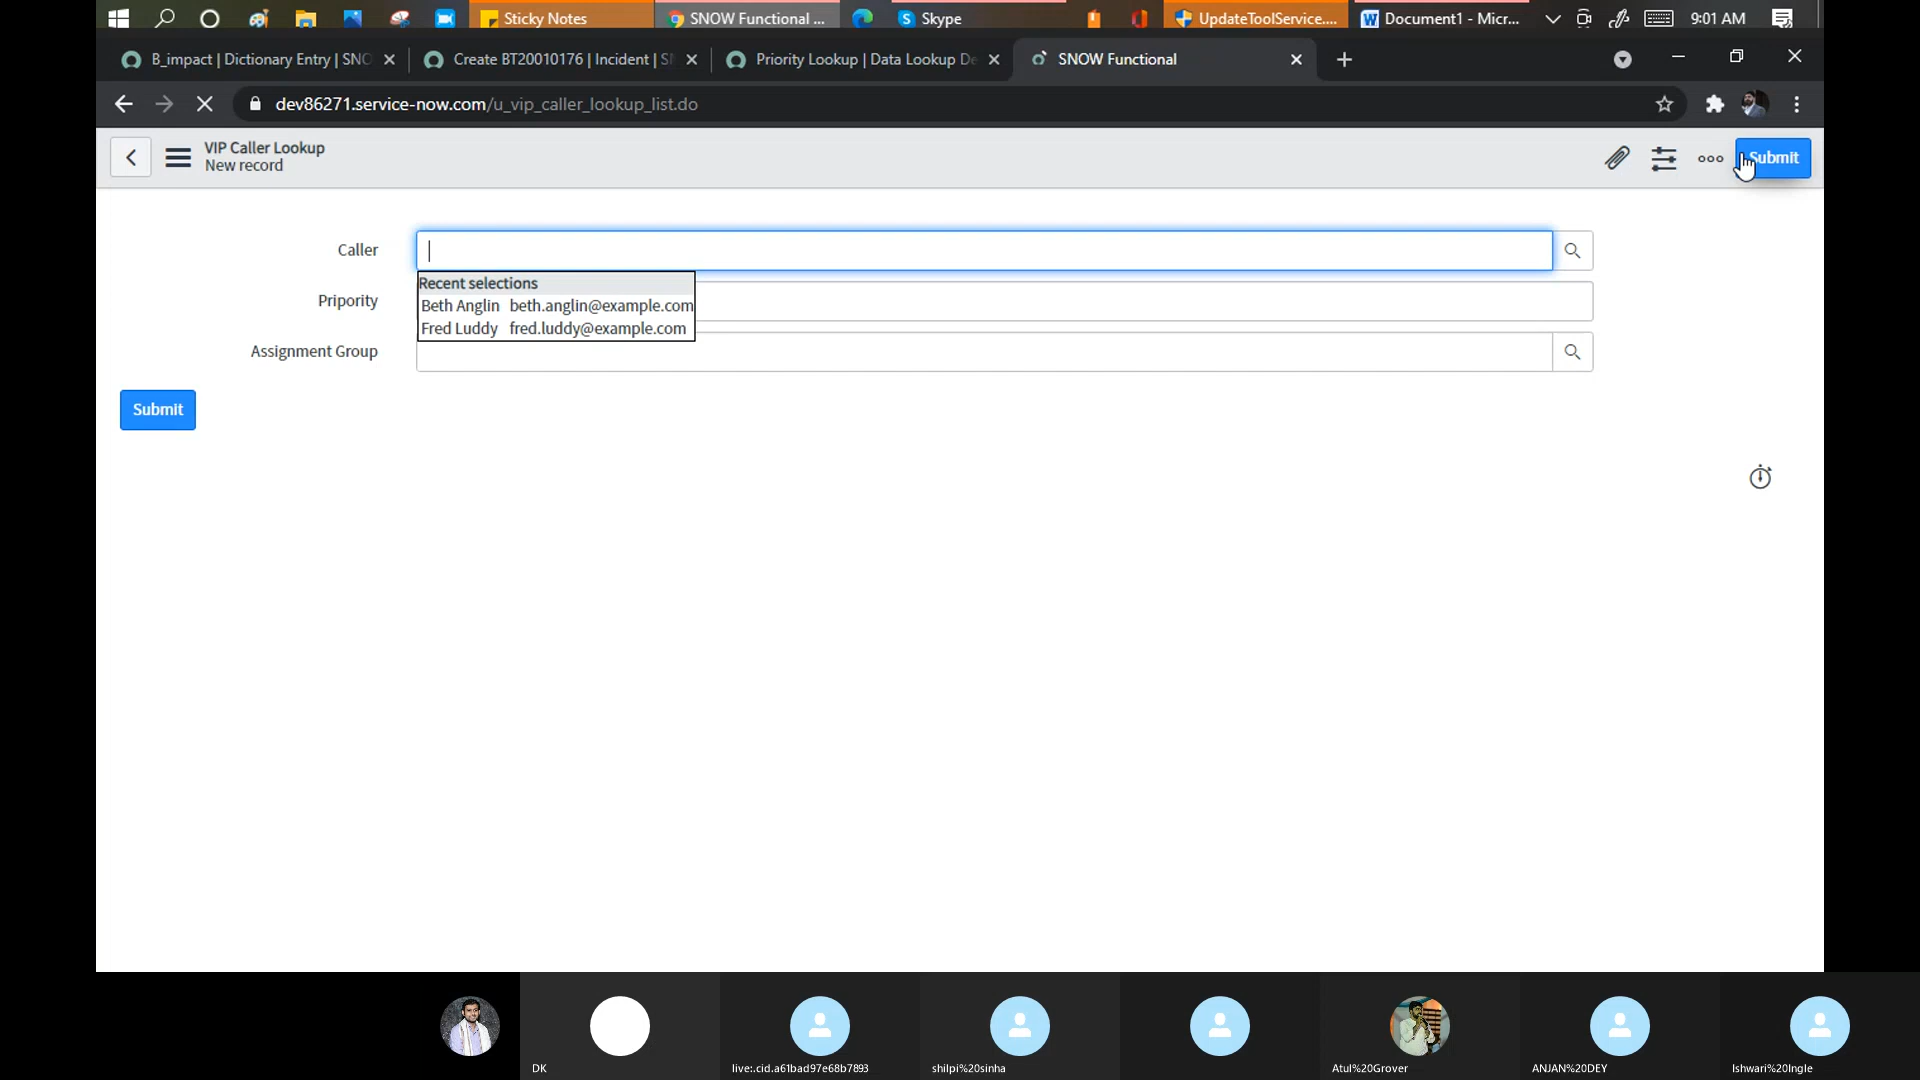 Sticky Notes
SNOW Functional ...
Skype
UpdateToolService....
Document1 - Micr...
9:01 AM
B_impact | Dictionary Entry | SNO
Create BT20010176 | Incident | S
Priority Lookup | Data Lookup De
SNOW Functional
dev86271.service-now.com/u_vip_caller_lookup_list.do
VIP Caller Lookup
New record
Submit
Caller
Recent selections
Beth Anglin beth.anglin@example.com
Fred Luddy fred.luddy@example.com
Pripority
Assignment Group
Submit
DK
live:.cid.a61bad97e68b7893
shilpi%20sinha
Atul%20Grover
ANJAN%20DEY
Ishwari%20Ingle